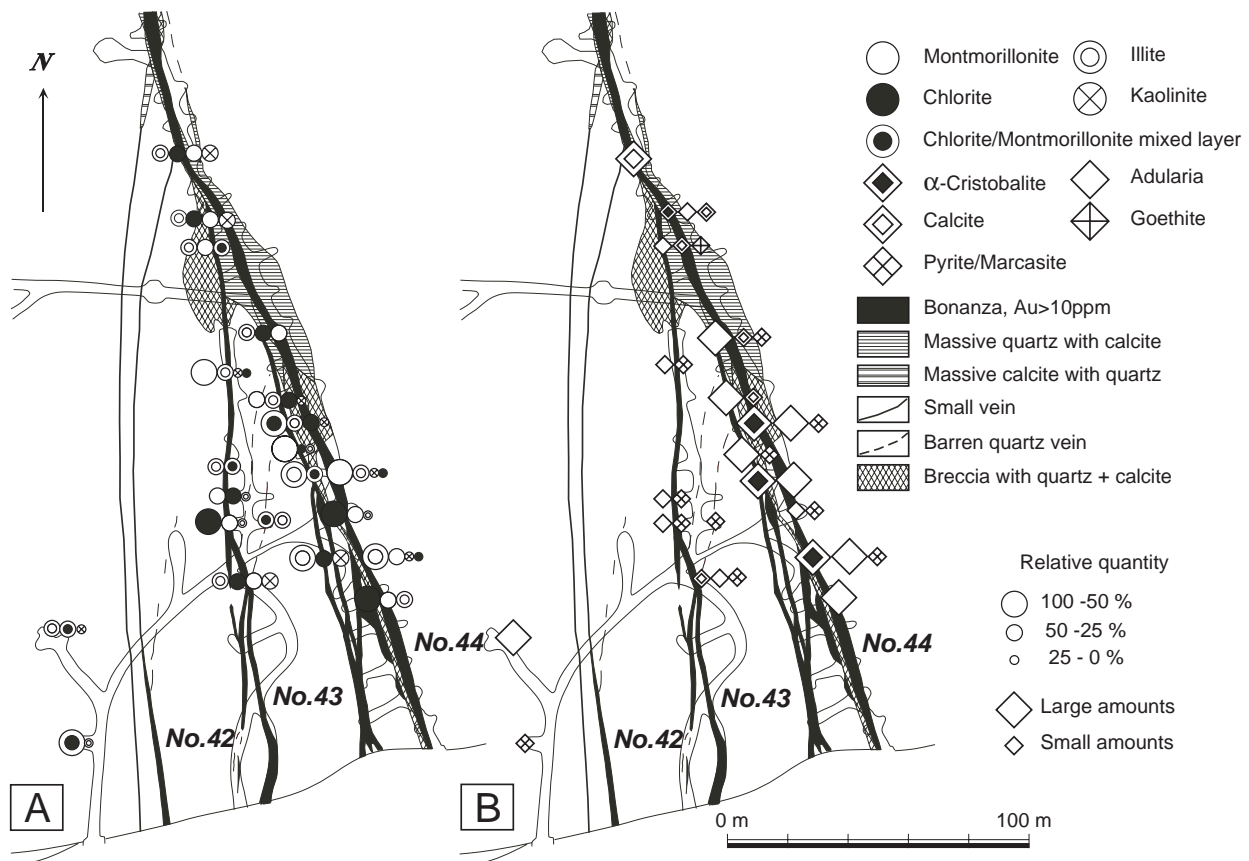 N
Montmorillonite
Illite
Chlorite
Kaolinite
Chlorite/Montmorillonite mixed layer
α-Cristobalite
Adularia
Calcite
Goethite
Pyrite/Marcasite
Bonanza, Au>10ppm
Massive quartz with calcite
Massive calcite with quartz
Small vein
Barren quartz vein
Breccia with quartz + calcite
Relative quantity
100 -50 %
50 -25 %
25 - 0 %
Large amounts
Small amounts
No.44
No.43
No.42
A
No.44
No.43
No.42
B
0 m 100 m